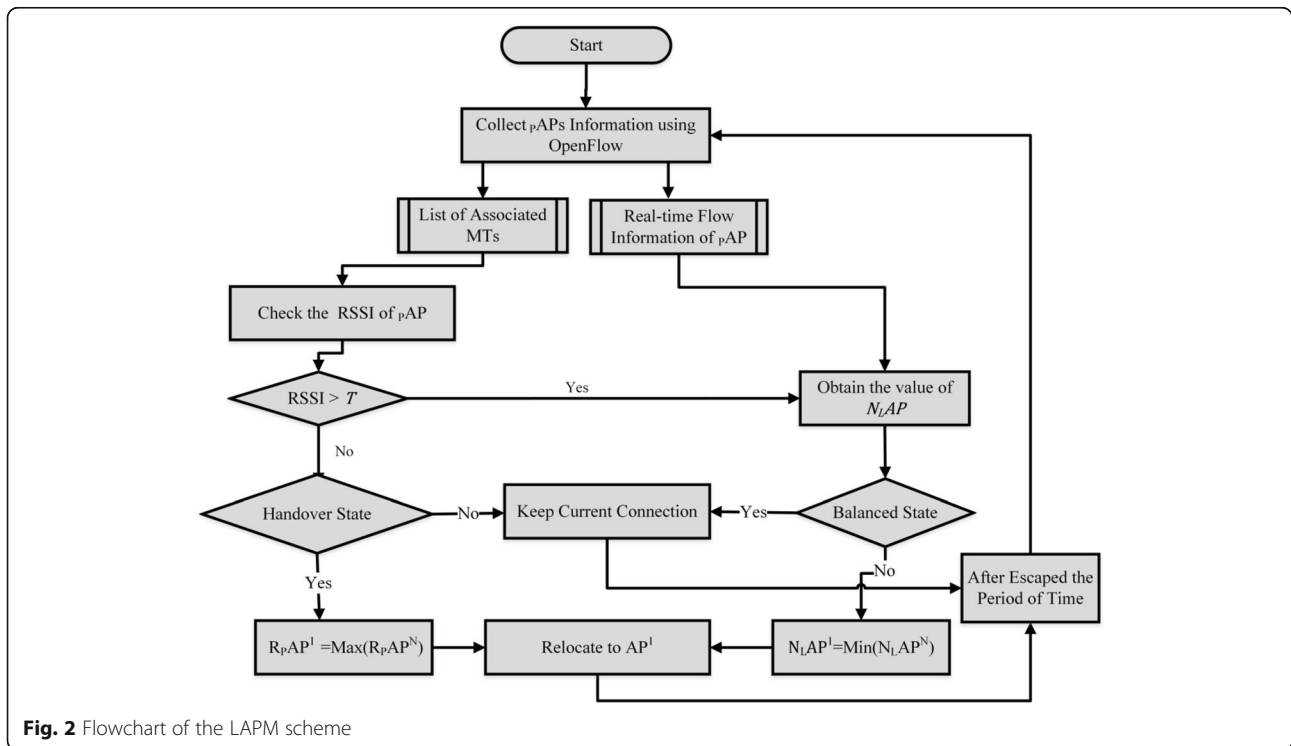 Start
Collect PAPs Information using
OpenFlow
List of Associated
MTs
Real-time Flow
Information of PAP
Check the RSSI of PAP
RSSI > T
Yes
Obtain the value of
NLAP
No
Handover State
No
Keep Current Connection
Yes
Balanced State
Yes
No
After Escaped the
Period of Time
RPAP¹ =Max(RPAPᴺ)
Relocate to AP¹
NLAP¹=Min(NLAPᴺ)
Fig. 2 Flowchart of the LAPM scheme